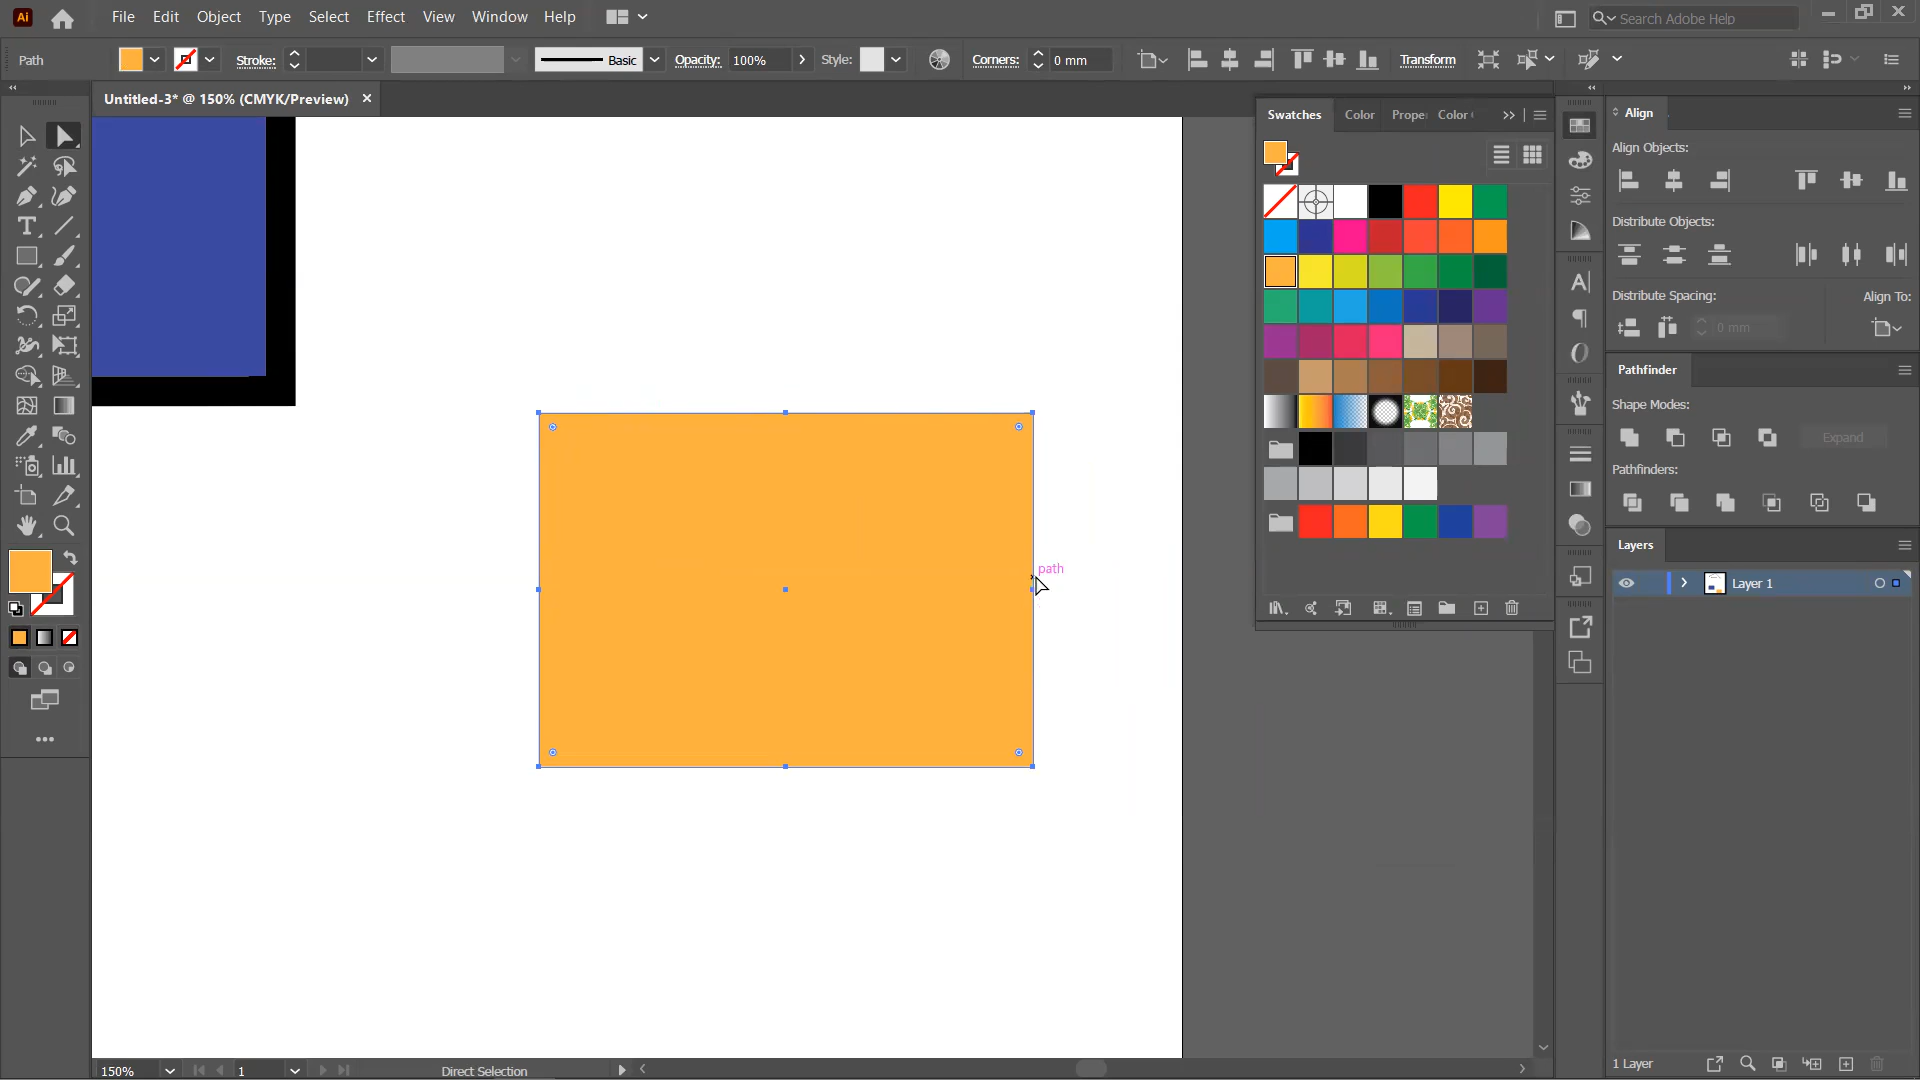 Ai File Edit Object Type Select Effect View Window Help Search Adobe Help
Path Stroke: Basic Opacity: 100% Style: Corners: 0 mm Transform
Untitled-3* @ 150% (CMYK/Preview)
Swatches Color Prope Color
Align
Align Objects:
Distribute Objects:
Distribute Spacing: Align To:
0 mm
Pathfinder
Shape Modes:
Expand
Pathfinders:
Layers
Layer 1
path
1 Layer
150% 1 Direct Selection